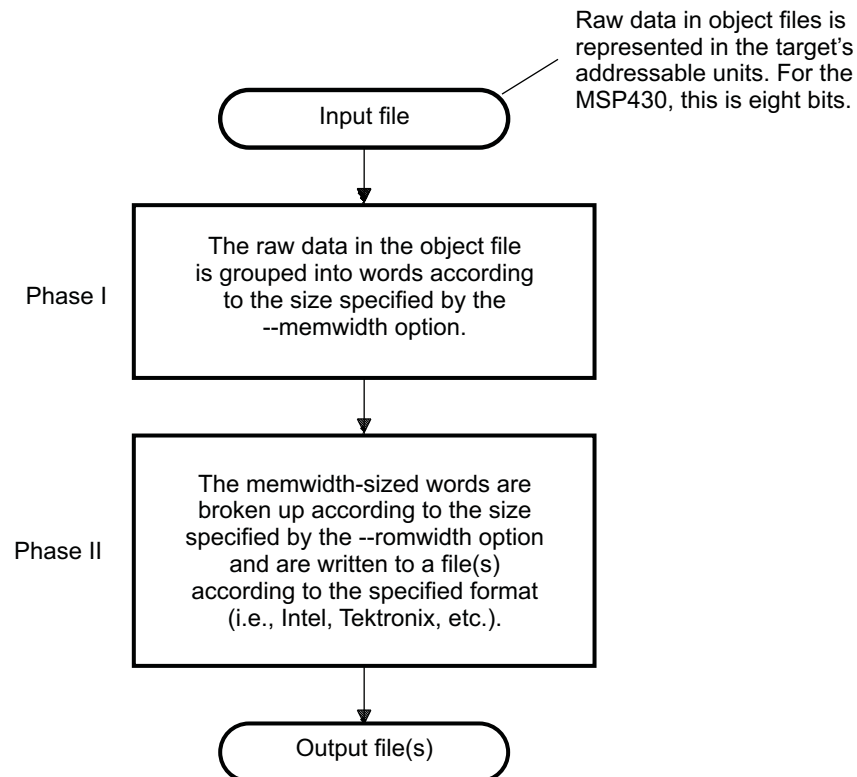 Raw data in object files is
represented in the target's
addressable units. For the
MSP430, this is eight bits.
Input file
Phase I
The raw data in the object file
is grouped into words according
to the size specified by the
--memwidth option.
Phase II
The memwidth-sized words are
broken up according to the size
specified by the --romwidth option
and are written to a file(s)
according to the specified format
(i.e., Intel, Tektronix, etc.).
Output file(s)